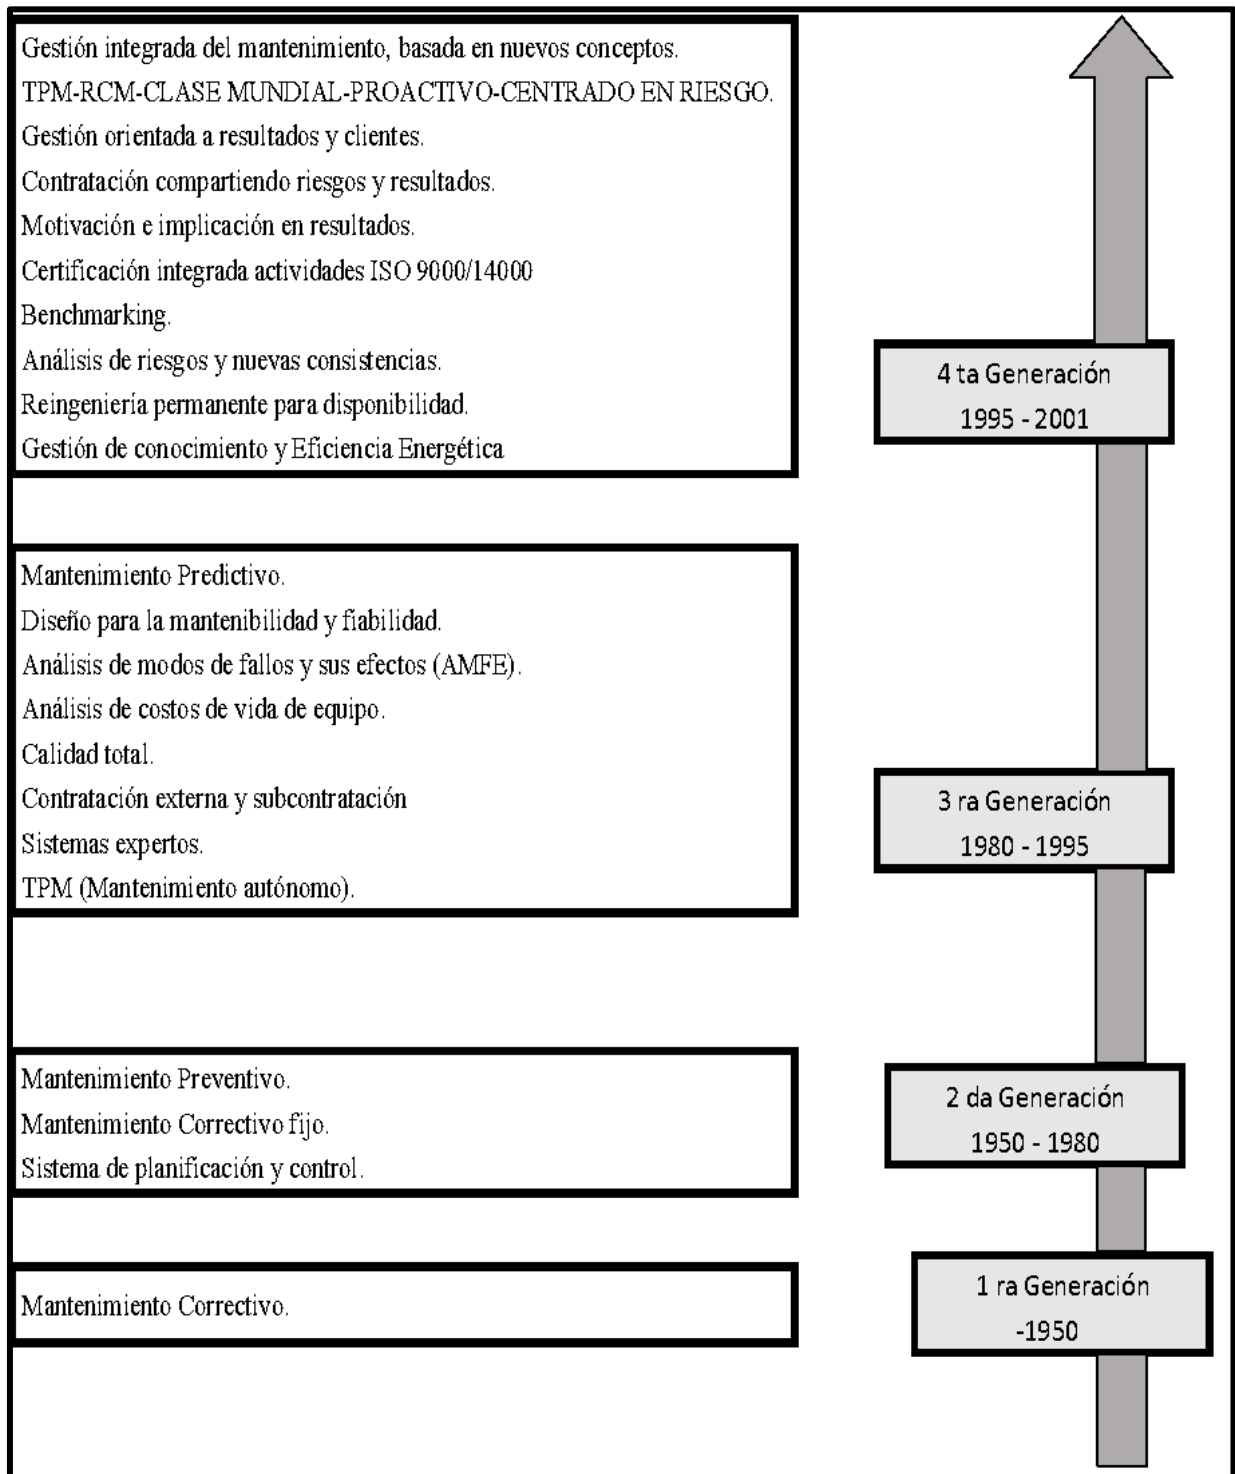 Gestión integrada del mantenimiento, basada en nuevos conceptos.
TPM-RCM-CLASE MUNDIAL-PROACTIVO-CENTRADO EN RIESGO.
Gestión orientada a resultados y clientes.
Contratación compartiendo riesgos y resultados.
Motivación e implicación en resultados.
Certificación integrada actividades ISO 9000/14000
Benchmarking.
Análisis de riesgos y nuevas consistencias.
Reingeniería permanente para disponibilidad.
Gestión de conocimiento y Eficiencia Energética
4 ta Generación
1995 - 2001
Mantenimiento Predictivo.
Diseño para la mantenibilidad y fiabilidad.
Análisis de modos de fallos y sus efectos (AMFE).
Análisis de costos de vida de equipo.
Calidad total.
Contratación externa y subcontratación
Sistemas expertos.
TPM (Mantenimiento autónomo).
3 ra Generación
1980 - 1995
Mantenimiento Preventivo.
Mantenimiento Correctivo fijo.
Sistema de planificación y control.
2 da Generación
1950 - 1980
Mantenimiento Correctivo.
1 ra Generación
-1950